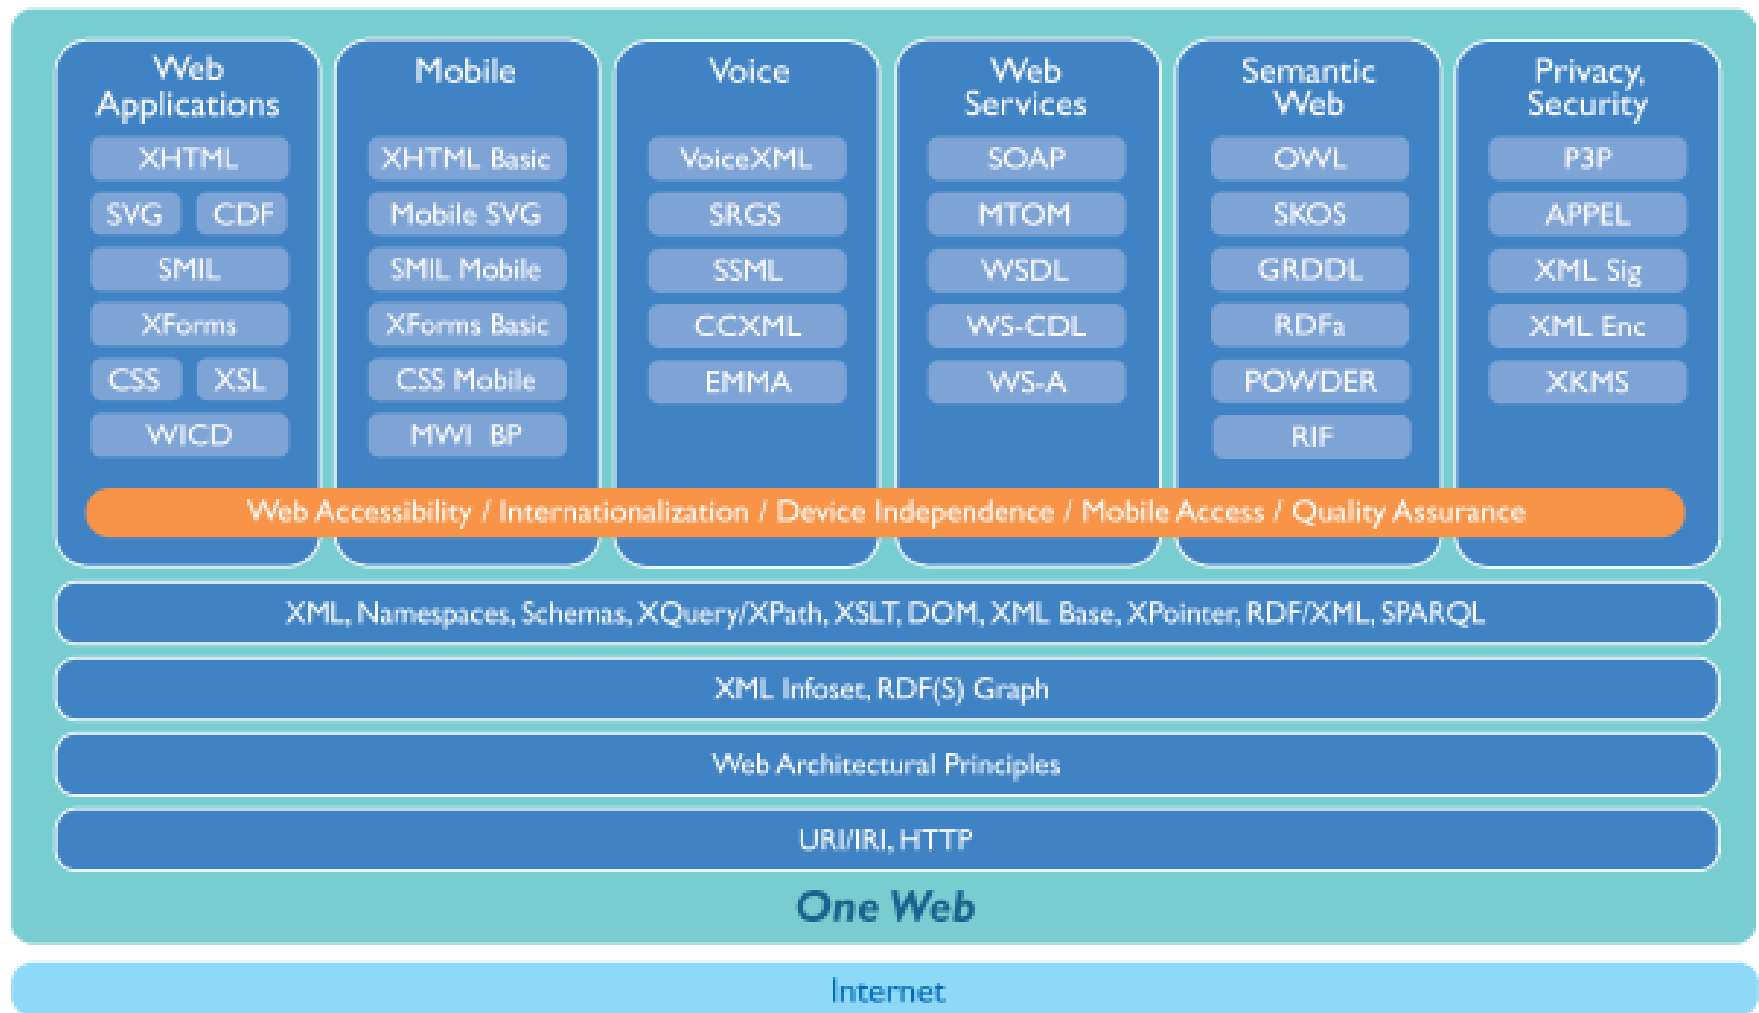 Web
Applications
XHTML
SVG CDF
SMIL
XForms
CSS XSL
WICD
Mobile
XHTML Basic
Mobile SVG
SMIL Mobile
XForms Basic
CSS Mobile
MWI BP
Voice
VoiceXML
SRGS
SSML
CCXML
EMMA
Web
Services
SOAP
MTOM
WSDL
WS-CDL
WS-A
Semantic
Web
OWL
SKOS
GRDDL
RDFa
POWDER
RIF
Privacy,
Security
P3P
APPEL
XML Sig
XML Enc
XKMS
Web Accessibility / Internationalization / Device Independence / Mobile Access / Quality Assurance
XML, Namespaces, Schemas, XQuery/XPath, XSLT, DOM, XML Base, XPointer, RDF/XML, SPARQL
XML Infoset, RDF(S) Graph
Web Architectural Principles
URI/IRI, HTTP
One Web
Internet